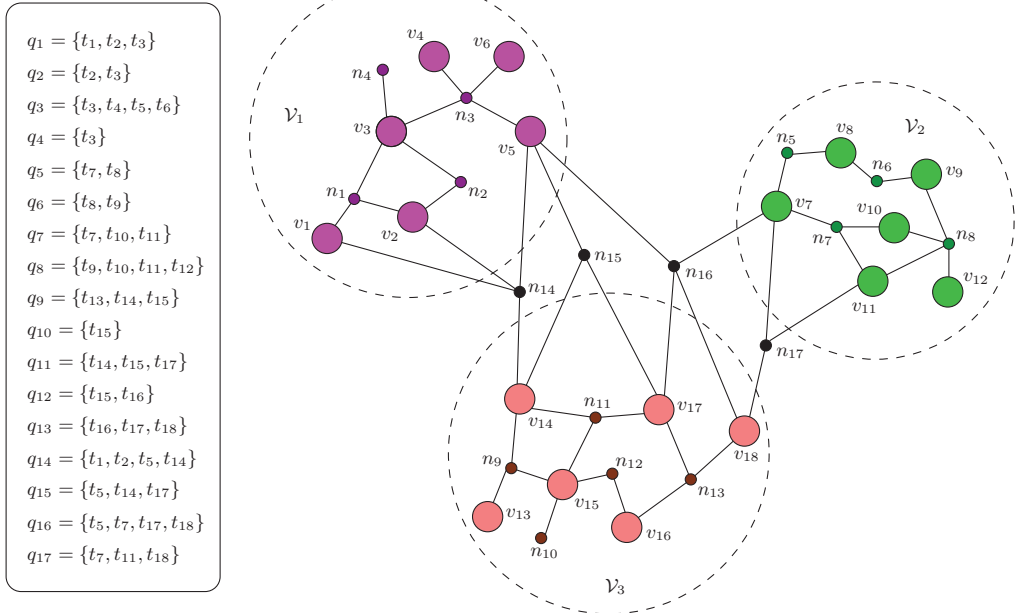 q₁ = {t₁, t₂, t₃}
q₂ = {t₂, t₃}
q₃ = {t₃, t₄, t₅, t₆}
q₄ = {t₃}
q₅ = {t₇, t₈}
q₆ = {t₈, t₉}
q₇ = {t₇, t₁₀, t₁₁}
q₈ = {t₉, t₁₀, t₁₁, t₁₂}
q₉ = {t₁₃, t₁₄, t₁₅}
q₁₀ = {t₁₅}
q₁₁ = {t₁₄, t₁₅, t₁₇}
q₁₂ = {t₁₅, t₁₆}
q₁₃ = {t₁₆, t₁₇, t₁₈}
q₁₄ = {t₁, t₂, t₅, t₁₄}
q₁₅ = {t₅, t₁₄, t₁₇}
q₁₆ = {t₅, t₇, t₁₇, t₁₈}
q₁₇ = {t₇, t₁₁, t₁₈}
𝒱₁
v₄
v₆
n₄
n₃
v₃
v₅
n₁
n₂
v₁
v₂
𝒱₂
n₅
v₈
n₆
v₉
v₇
v₁₀
n₇
n₈
v₁₂
v₁₁
n₁₄
n₁₅
n₁₆
n₁₇
v₁₄
n₁₁
v₁₇
v₁₈
n₉
n₁₂
v₁₅
n₁₃
v₁₃
v₁₆
n₁₀
𝒱₃